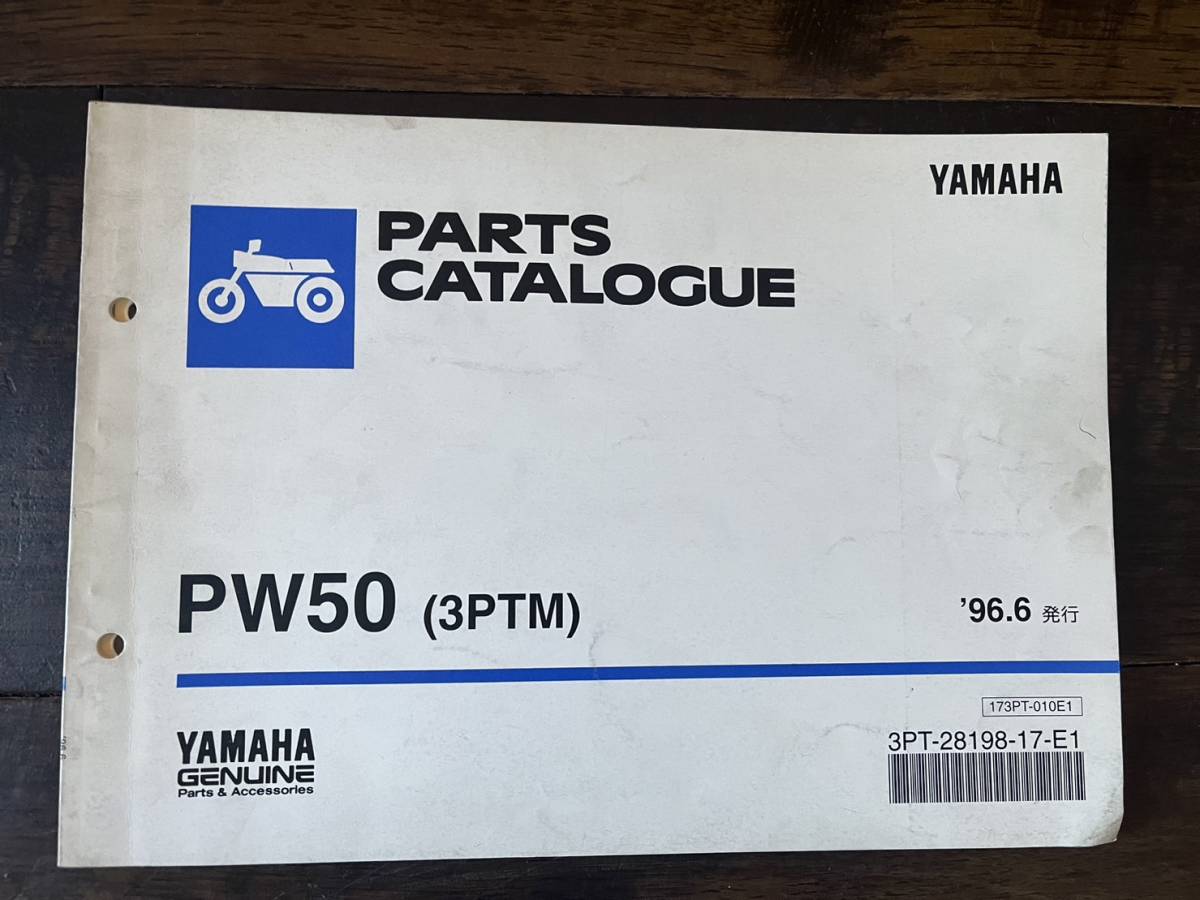 YAMAHA
PARTS
CATALOGUE
PW50 (3PTM)
'96.6 発行
173PT-010E1
3PT-28198-17-E1
YAMAHA
GENUINE
Parts & Accessories